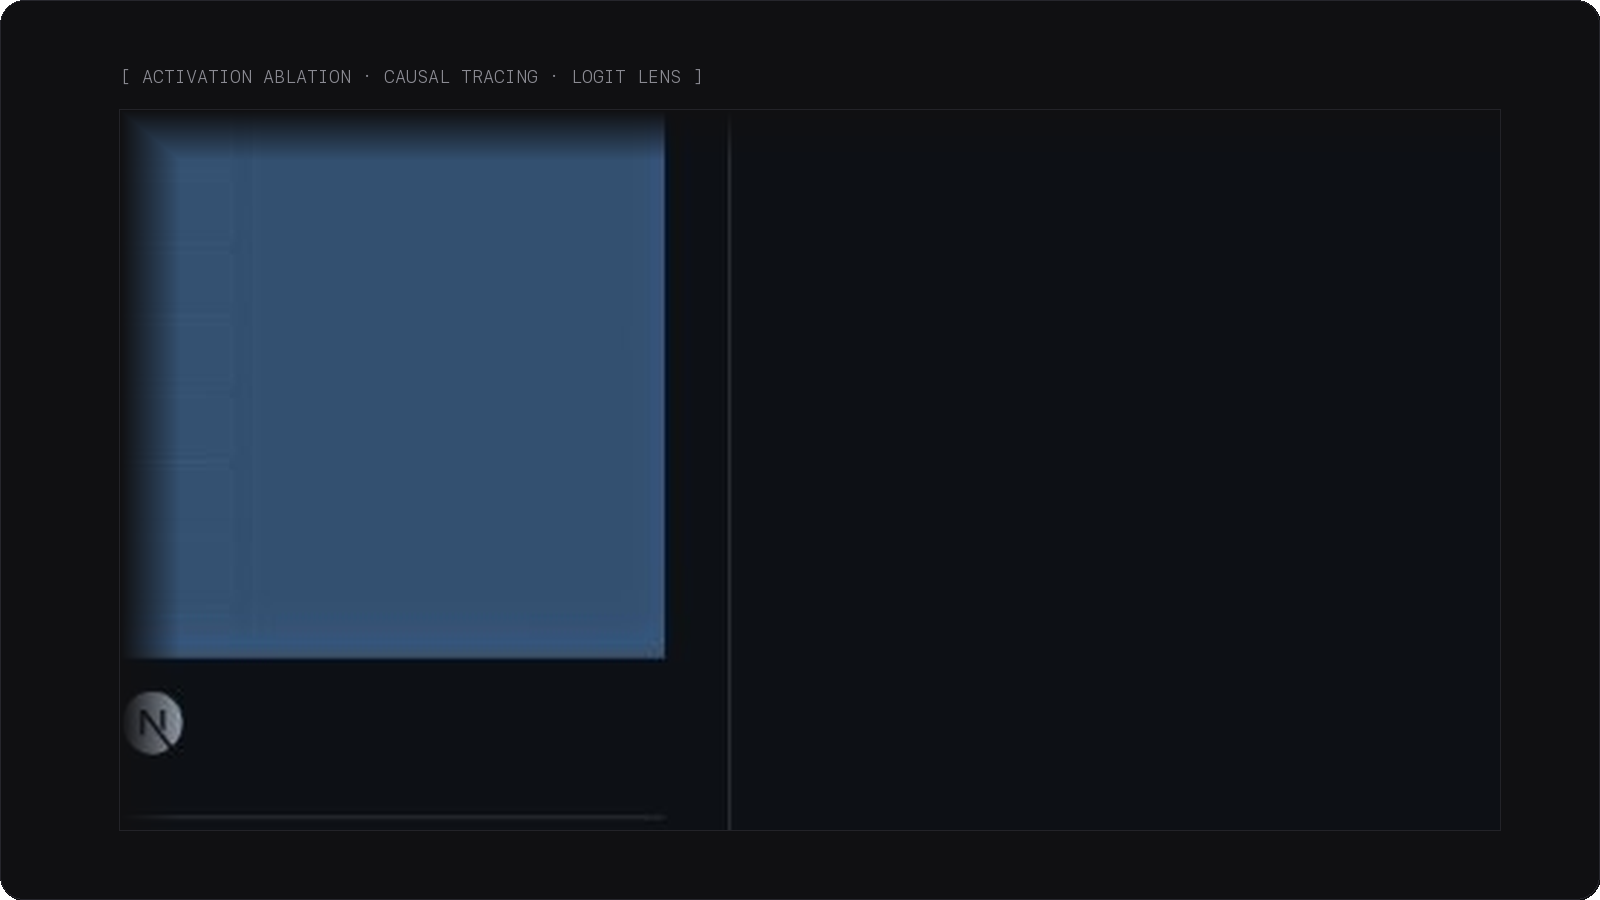 [ ACTIVATION ABLATION · CAUSAL TRACING · LOGIT LENS ]
N